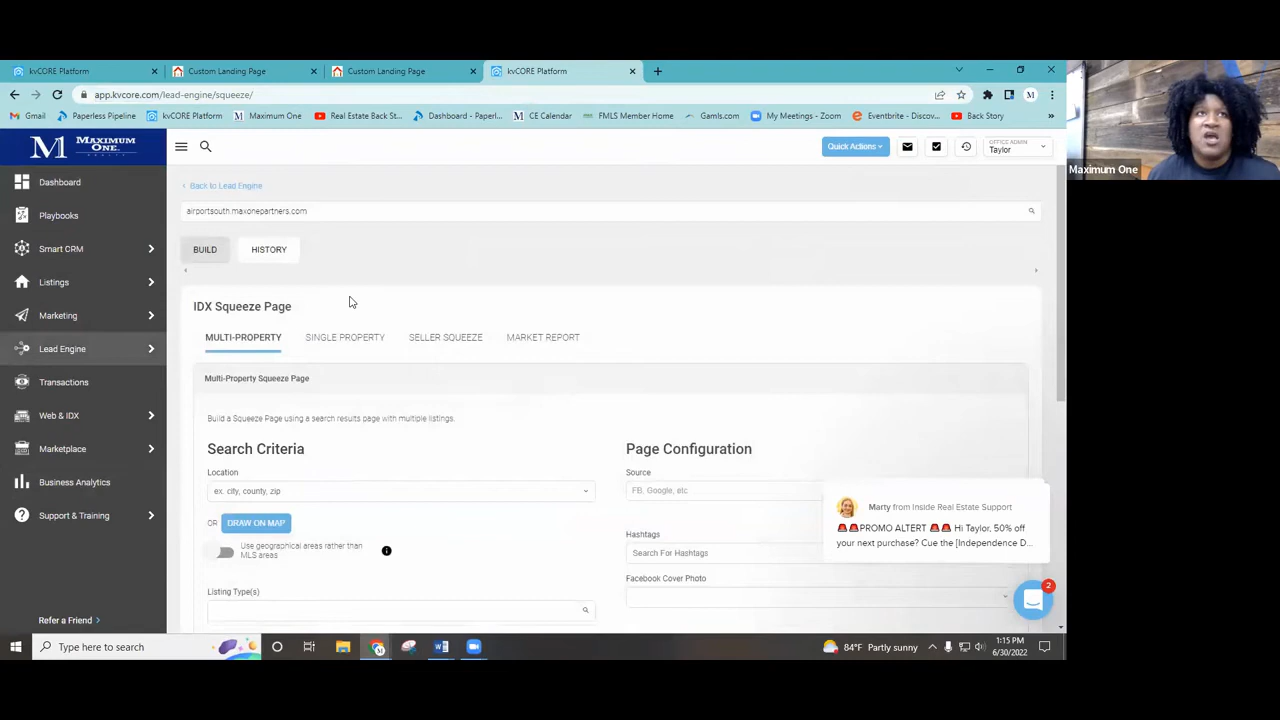 kvCORE Platform
Custom Landing Page
Custom Landing Page
kvCORE Platform
app.kvcore.com/lead-engine/squeeze/
M
Gmail
Paperless Pipeline
kvCORE Platform
Maximum One
Real Estate Back St...
Dashboard - Paperl...
CE Calendar
FMLS Member Home
Gamls.com
My Meetings - Zoom
Eventbrite - Discov...
Back Story
M MAXIMUM ONE
Quick Actions
OFFICE ADMIN
Taylor
Maximum One
Dashboard
Playbooks
Smart CRM
Listings
Marketing
Lead Engine
Transactions
Web & IDX
Marketplace
Business Analytics
Support & Training
Refer a Friend
Back to Lead Engine
airportsouth.maxonepartners.com
BUILD
HISTORY
IDX Squeeze Page
MULTI-PROPERTY
SINGLE PROPERTY
SELLER SQUEEZE
MARKET REPORT
Multi-Property Squeeze Page
Build a Squeeze Page using a search results page with multiple listings.
Search Criteria
Location
ex. city, county, zip
OR DRAW ON MAP
Use geographical areas rather than
MLS areas
Listing Type(s)
Page Configuration
Source
FB, Google, etc
Hashtags
Search For Hashtags
Facebook Cover Photo
Marty from Inside Real Estate Support
🚨🚨PROMO ALTERT 🚨🚨 Hi Taylor, 50% off
your next purchase? Cue the [Independence D...
2
Type here to search
84°F Partly sunny
1:15 PM
6/30/2022